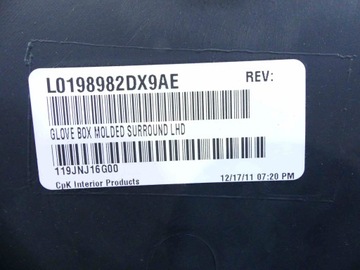 L0198982DX9AE REV:
GLOVE BOX MOLDED SURROUND LHD
119JNJ16G00
CpK Interior Products 12/17/11 07:20 PM